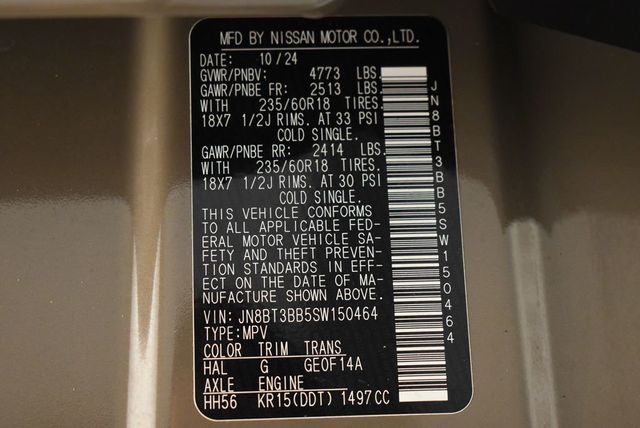 MFD BY NISSAN MOTOR CO.,LTD.
DATE: 10/24
GVWR/PNBV: 4773 LBS.
GAWR/PNBE FR: 2513 LBS.
WITH 235/60R18 TIRES.
18X7 1/2J RIMS. AT 33 PSI
COLD SINGLE.
GAWR/PNBE RR: 2414 LBS.
WITH 235/60R18 TIRES.
18X7 1/2J RIMS. AT 30 PSI
COLD SINGLE.
THIS VEHICLE CONFORMS
TO ALL APPLICABLE FED-
ERAL MOTOR VEHICLE SA-
FETY AND THEFT PREVEN-
TION STANDARDS IN EFF-
ECT ON THE DATE OF MA-
NUFACTURE SHOWN ABOVE.
VIN: JN8BT3BB5SW150464
TYPE:MPV
COLOR TRIM TRANS
HAL G GE0F14A
AXLE ENGINE
HH56 KR15(DDT) 1497CC
JN8BT3BB5SW150464